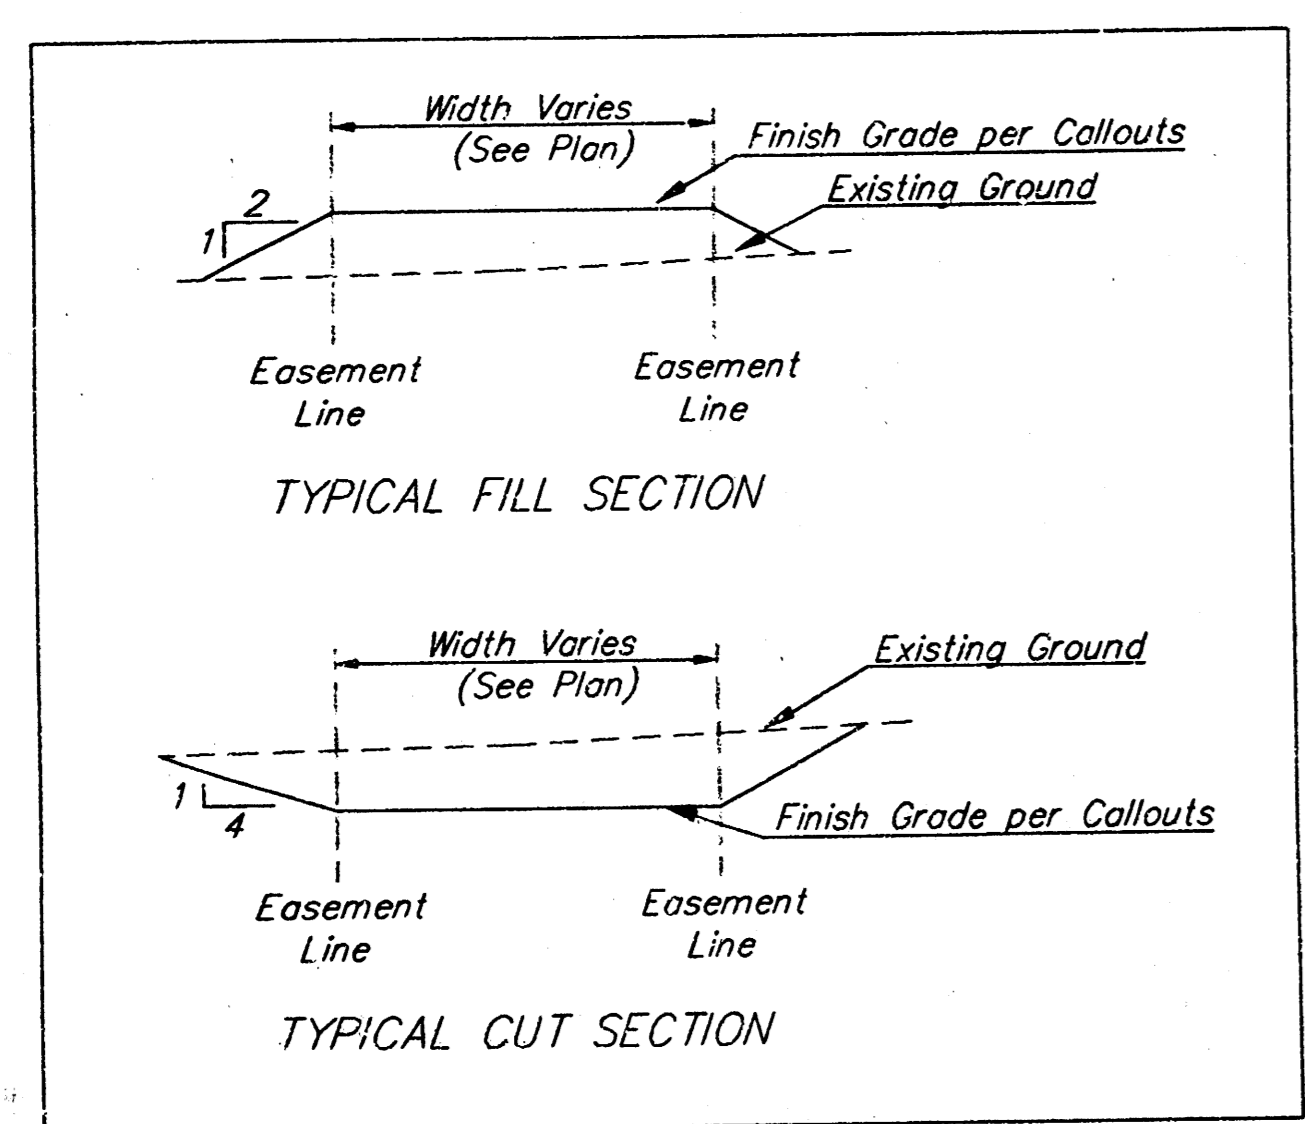 Width Varies
(See Plan)
Finish Grade per Callouts
Existing Ground
2
1
Easement
Line
Easement
Line
TYPICAL FILL SECTION
Width Varies
(See Plan)
Existing Ground
1
4
Finish Grade per Callouts
Easement
Line
Easement
Line
TYPICAL CUT SECTION